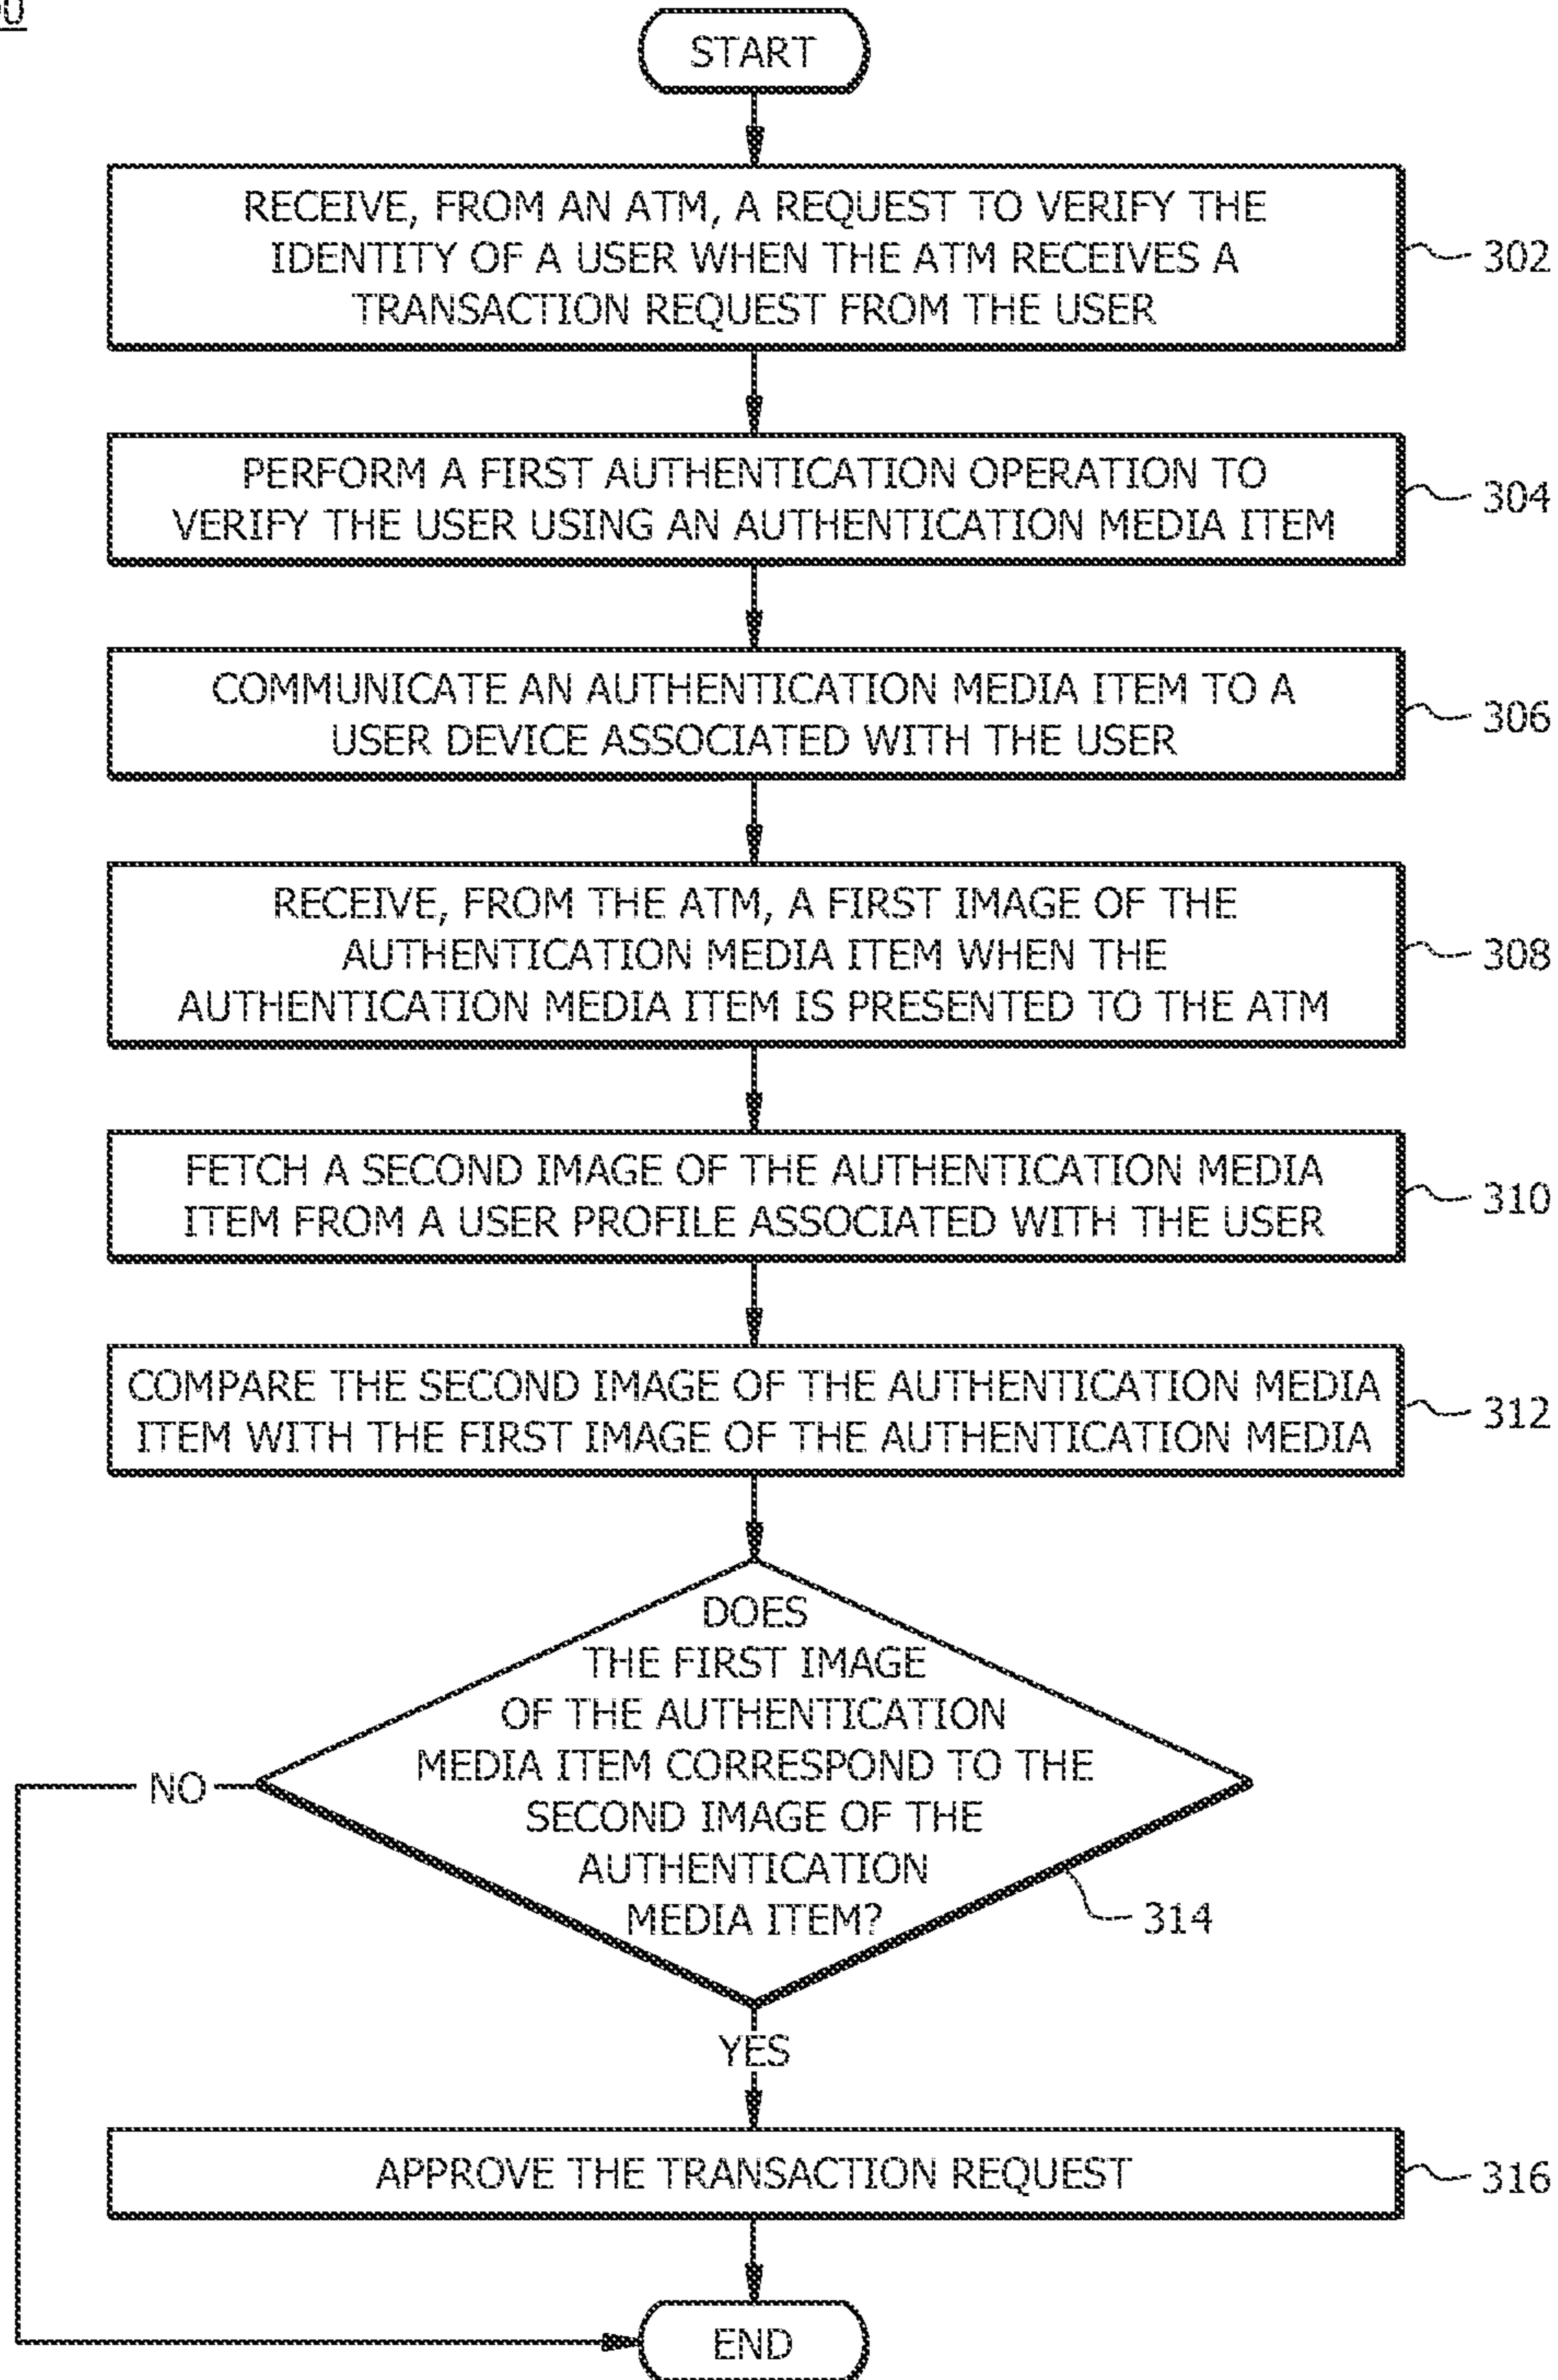 START
RECEIVE, FROM AN ATM, A REQUEST TO VERIFY THE
IDENTITY OF A USER WHEN THE ATM RECEIVES A
TRANSACTION REQUEST FROM THE USER
302
PERFORM A FIRST AUTHENTICATION OPERATION TO
VERIFY THE USER USING AN AUTHENTICATION MEDIA ITEM
304
COMMUNICATE AN AUTHENTICATION MEDIA ITEM TO A
USER DEVICE ASSOCIATED WITH THE USER
306
RECEIVE, FROM THE ATM, A FIRST IMAGE OF THE
AUTHENTICATION MEDIA ITEM WHEN THE
AUTHENTICATION MEDIA ITEM IS PRESENTED TO THE ATM
308
FETCH A SECOND IMAGE OF THE AUTHENTICATION MEDIA
ITEM FROM A USER PROFILE ASSOCIATED WITH THE USER
310
COMPARE THE SECOND IMAGE OF THE AUTHENTICATION MEDIA
ITEM WITH THE FIRST IMAGE OF THE AUTHENTICATION MEDIA
312
DOES
THE FIRST IMAGE
OF THE AUTHENTICATION
MEDIA ITEM CORRESPOND TO THE
SECOND IMAGE OF THE
AUTHENTICATION
MEDIA ITEM?
NO
314
YES
APPROVE THE TRANSACTION REQUEST
316
END